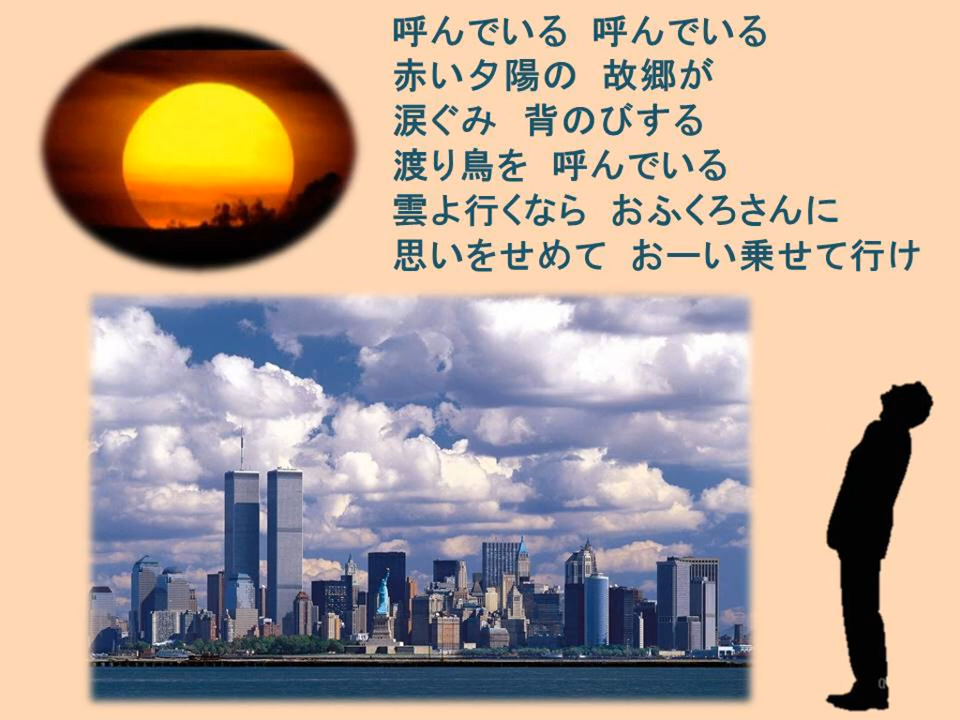 呼んでいる　呼んでいる
赤い夕陽の　故郷が
涙ぐみ　背のびする
渡り鳥を　呼んでいる
雲よ行くなら　おふくろさんに
思いをせめて　おーい乗せて行け